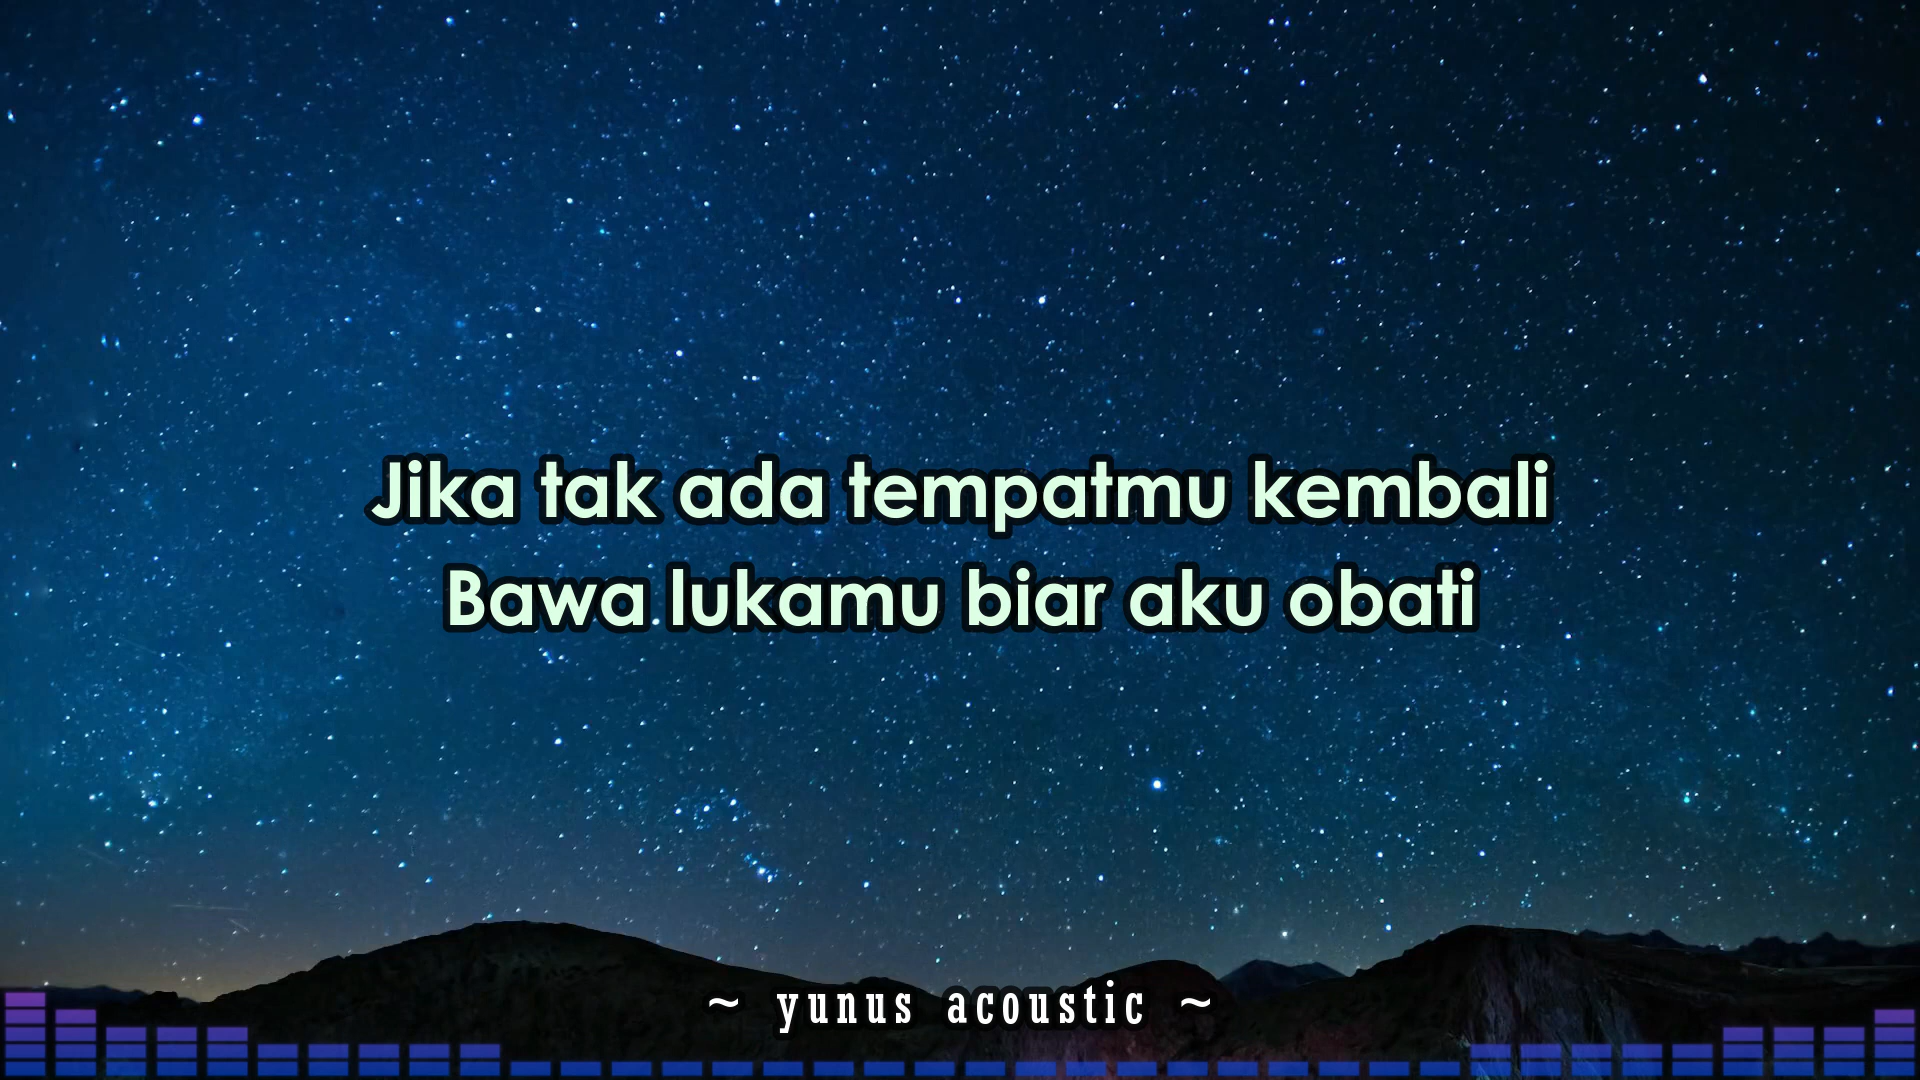 Jika tak ada tempatmu kembali
Bawa lukamu biar aku obati
~ yunus acoustic ~